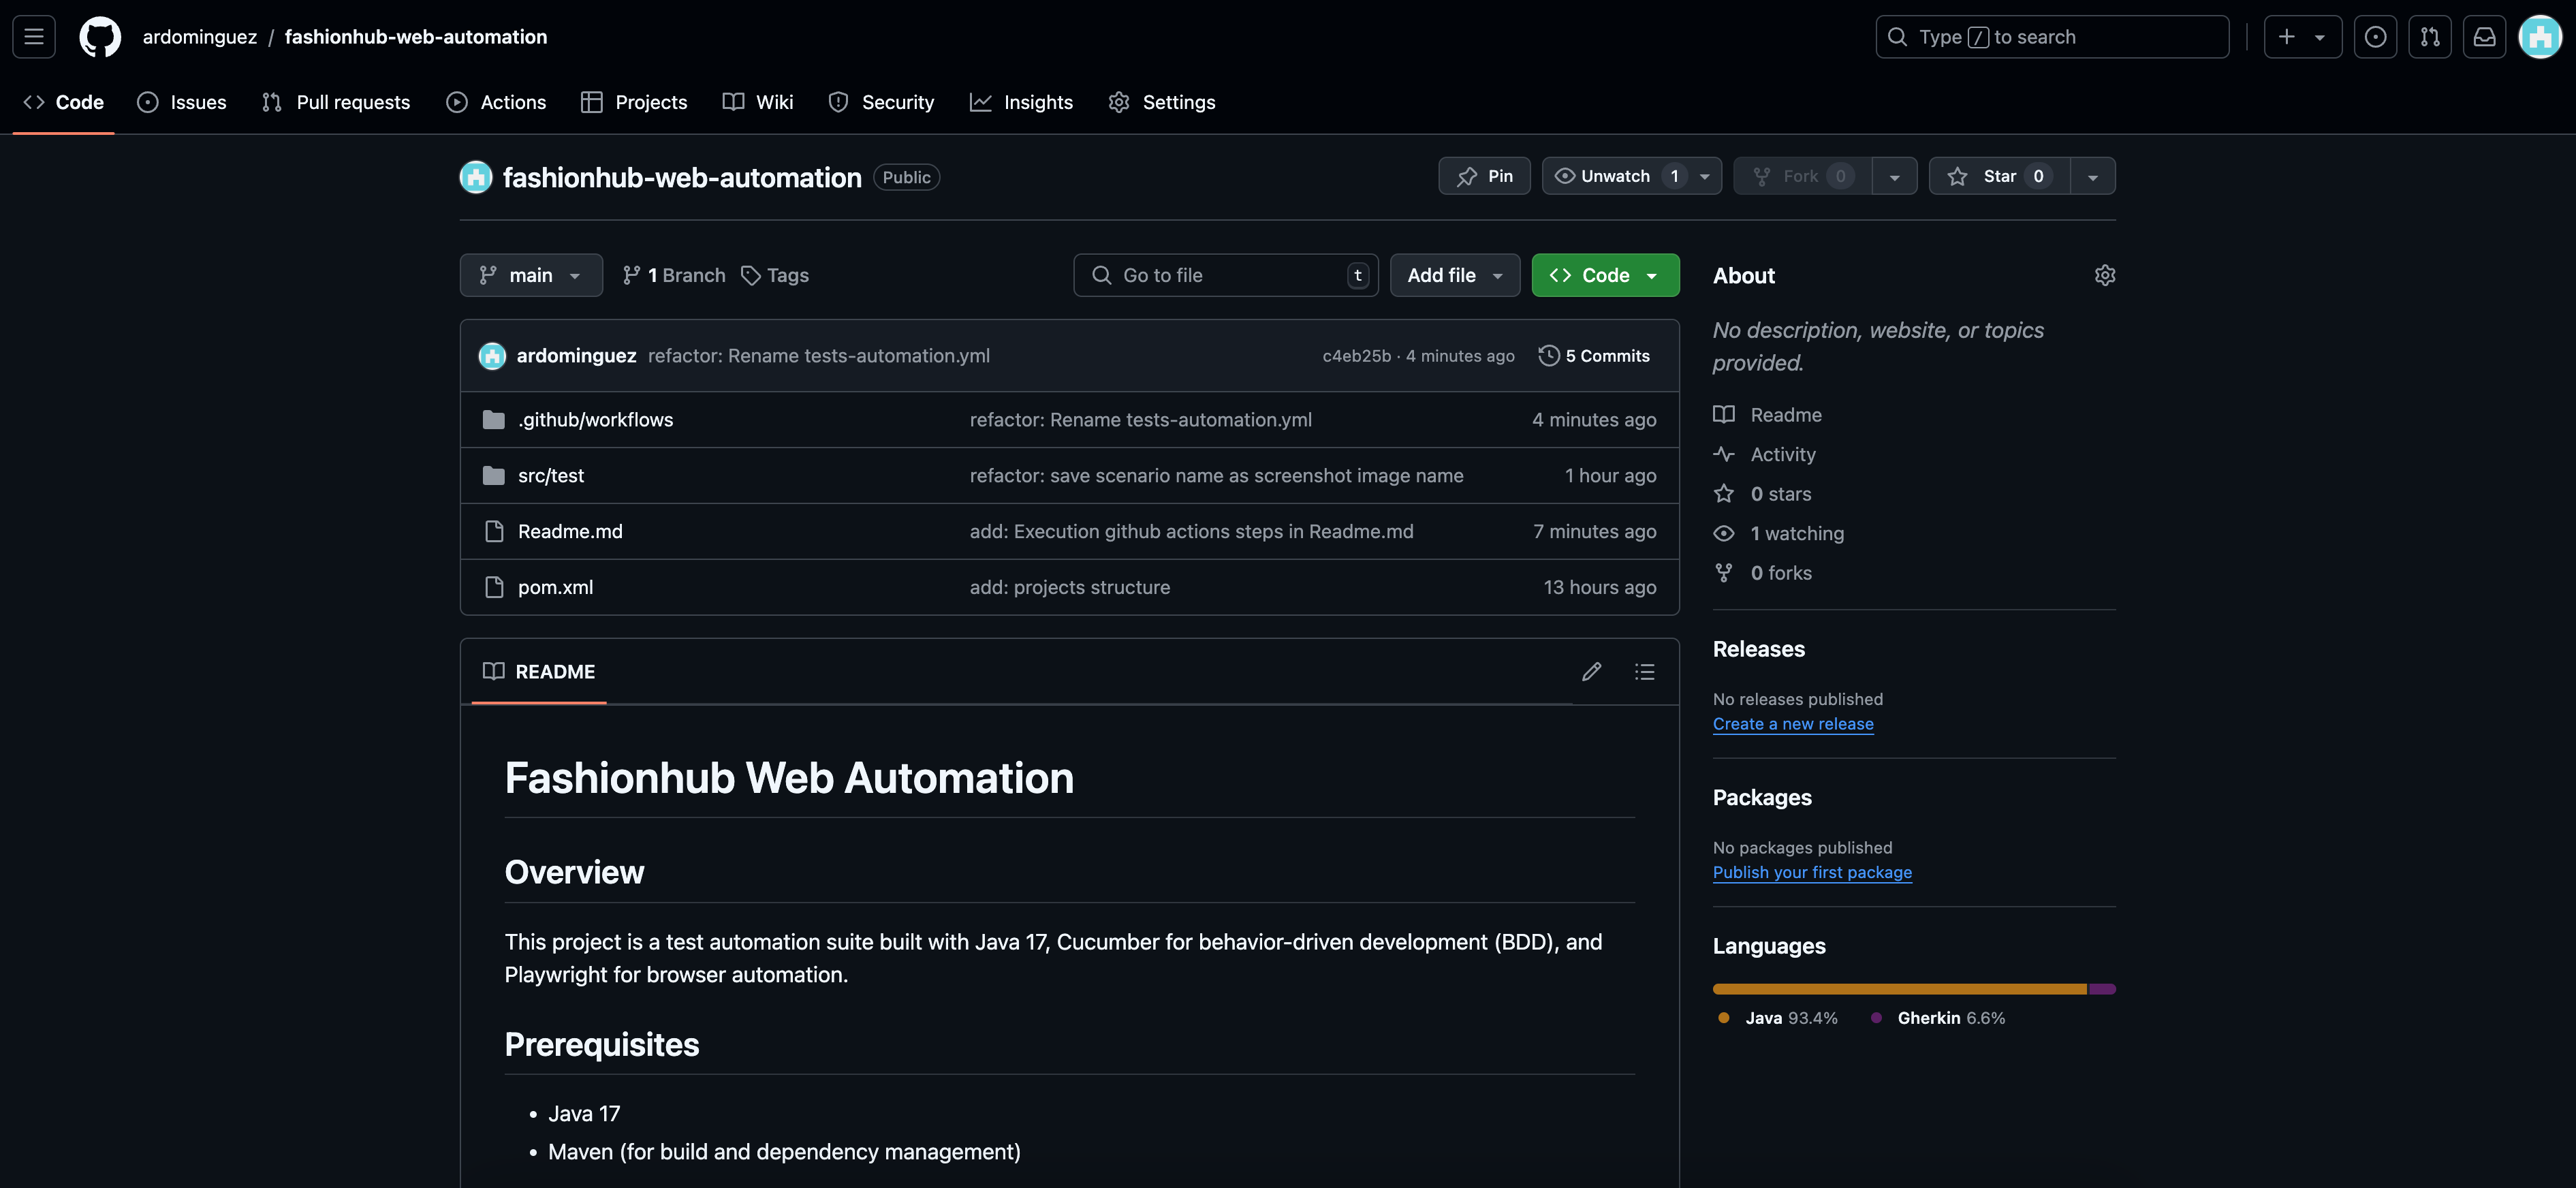 ardominguez / fashionhub-web-automation
Type / to search
Code Issues Pull requests Actions Projects Wiki Security Insights Settings
fashionhub-web-automation Public
Pin Unwatch 1 Fork 0 Star 0
main 1 Branch Tags Go to file t Add file Code
ardominguez refactor: Rename tests-automation.yml c4eb25b · 4 minutes ago 5 Commits
.github/workflows refactor: Rename tests-automation.yml 4 minutes ago
src/test refactor: save scenario name as screenshot image name 1 hour ago
Readme.md add: Execution github actions steps in Readme.md 7 minutes ago
pom.xml add: projects structure 13 hours ago
README
Fashionhub Web Automation
Overview
This project is a test automation suite built with Java 17, Cucumber for behavior-driven development (BDD), and
Playwright for browser automation.
Prerequisites
• Java 17
• Maven (for build and dependency management)
About
No description, website, or topics
provided.
Readme
Activity
0 stars
1 watching
0 forks
Releases
No releases published
Create a new release
Packages
No packages published
Publish your first package
Languages
Java 93.4% Gherkin 6.6%